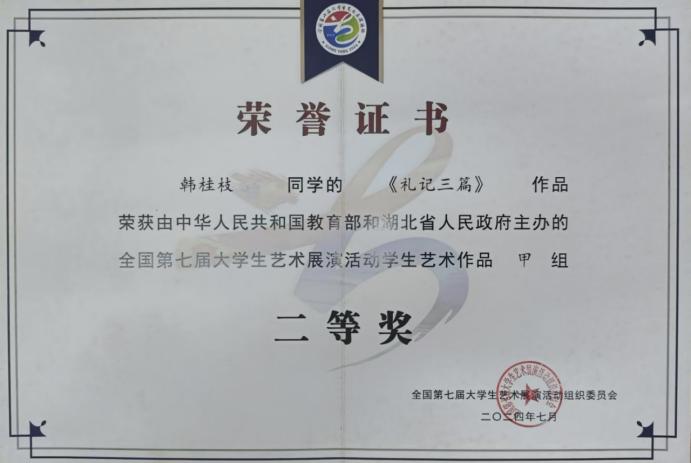 荣誉证书
韩桂枝 同学的 《礼记三篇》 作品
荣获由中华人民共和国教育部和湖北省人民政府主办的
全国第七届大学生艺术展演活动学生艺术作品 甲 组
二等奖
全国第七届大学生艺术展演活动组织委员会
二〇二四年七月